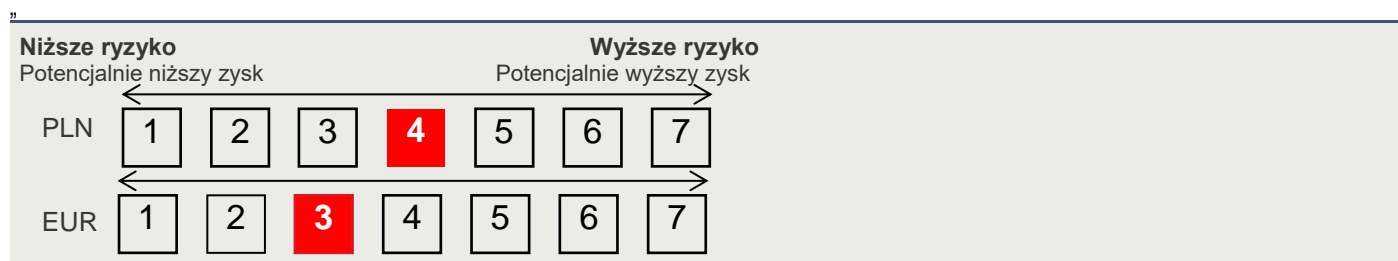 „
Niższe ryzyko Wyższe ryzyko
Potencjalnie niższy zysk Potencjalnie wyższy zysk
PLN 1 2 3 4 5 6 7
EUR 1 2 3 4 5 6 7